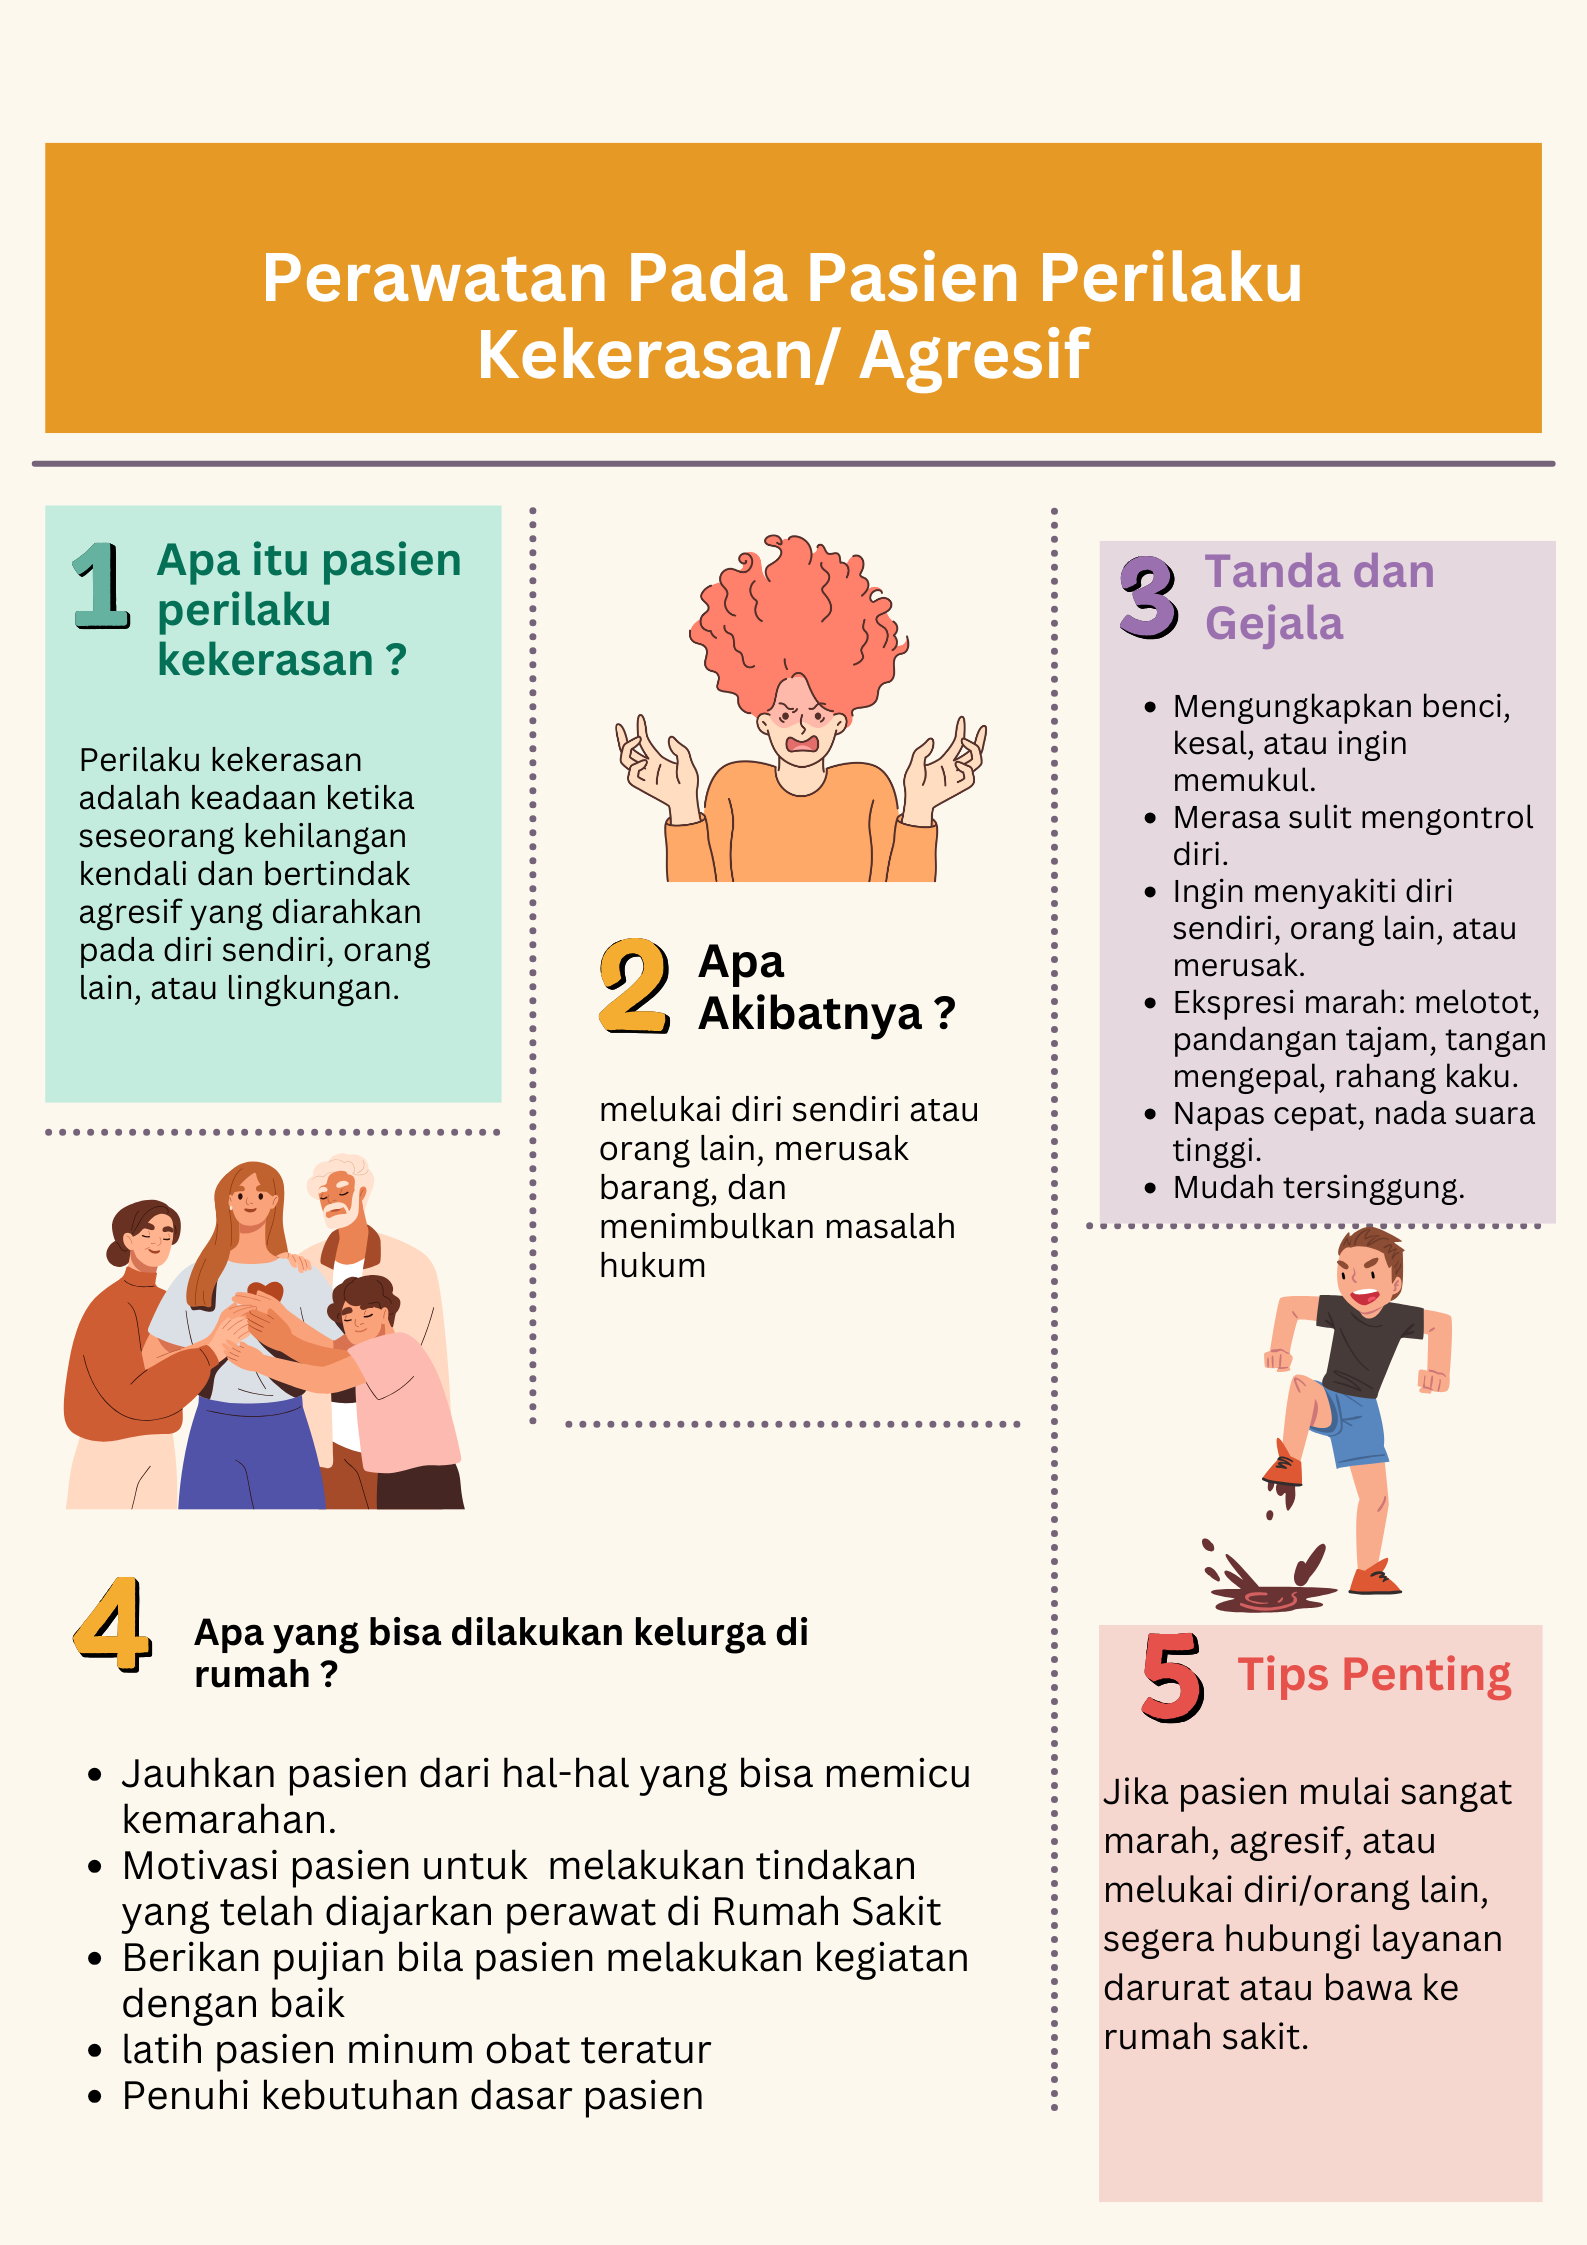 Perawatan Pada Pasien Perilaku
Kekerasan/ Agresif
1
Apa itu pasien
perilaku
kekerasan ?
Perilaku kekerasan
adalah keadaan ketika
seseorang kehilangan
kendali dan bertindak
agresif yang diarahkan
pada diri sendiri, orang
lain, atau lingkungan.
2
Apa
Akibatnya ?
melukai diri sendiri atau
orang lain, merusak
barang, dan
menimbulkan masalah
hukum
3
Tanda dan
Gejala
• Mengungkapkan benci,
kesal, atau ingin
memukul.
• Merasa sulit mengontrol
diri.
• Ingin menyakiti diri
sendiri, orang lain, atau
merusak.
• Ekspresi marah: melotot,
pandangan tajam, tangan
mengepal, rahang kaku.
• Napas cepat, nada suara
tinggi.
• Mudah tersinggung.
4
Apa yang bisa dilakukan kelurga di
rumah ?
• Jauhkan pasien dari hal-hal yang bisa memicu
kemarahan.
• Motivasi pasien untuk  melakukan tindakan
yang telah diajarkan perawat di Rumah Sakit
• Berikan pujian bila pasien melakukan kegiatan
dengan baik
• latih pasien minum obat teratur
• Penuhi kebutuhan dasar pasien
5
Tips Penting
Jika pasien mulai sangat
marah, agresif, atau
melukai diri/orang lain,
segera hubungi layanan
darurat atau bawa ke
rumah sakit.